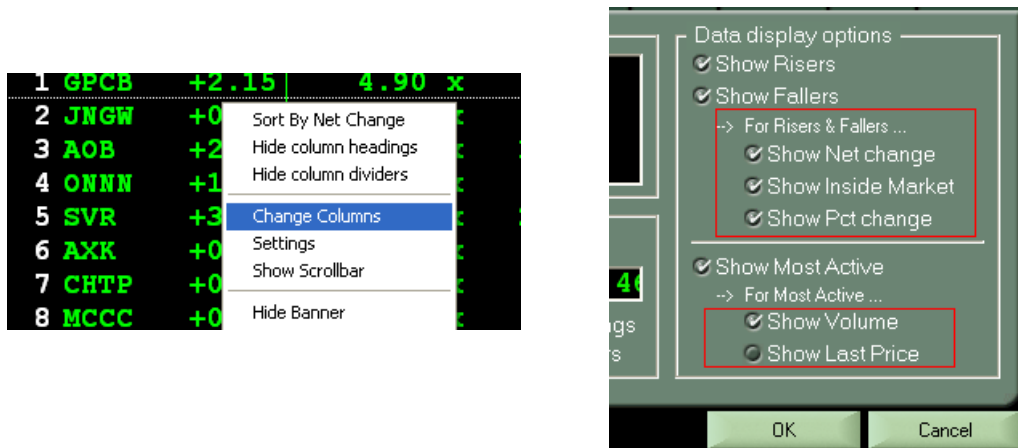 1 GPCB +2.15 4.90 x
2 JNGW +0
3 AOB +2
4 ONNN +1
5 SVR +3
6 AXK +0
7 CHTP +0
8 MCCC +0
Sort By Net Change
Hide column headings
Hide column dividers
Change Columns
Settings
Show Scrollbar
Hide Banner
Data display options
Show Risers
Show Fallers
--> For Risers & Fallers ...
Show Net change
Show Inside Market
Show Pct change
Show Most Active
--> For Most Active ...
Show Volume
Show Last Price
OK Cancel